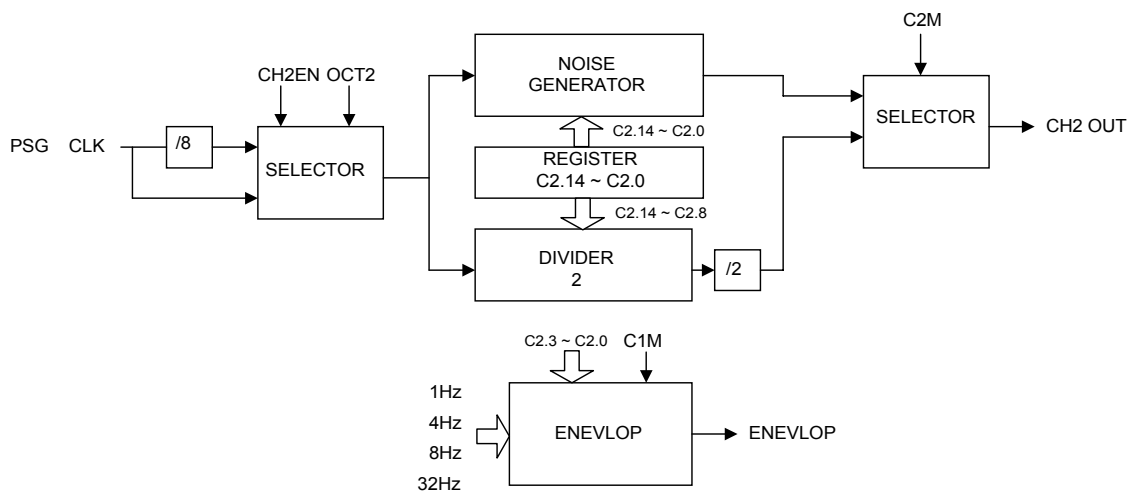 C2M
NOISE
GENERATOR
CH2EN OCT2
SELECTOR
CH2 OUT
C2.14 ~ C2.0
PSG CLK
/8
SELECTOR
REGISTER
C2.14 ~ C2.0
C2.14 ~ C2.8
DIVIDER
2
/2
C2.3 ~ C2.0
C1M
1Hz
4Hz
8Hz
32Hz
ENEVLOP
ENEVLOP